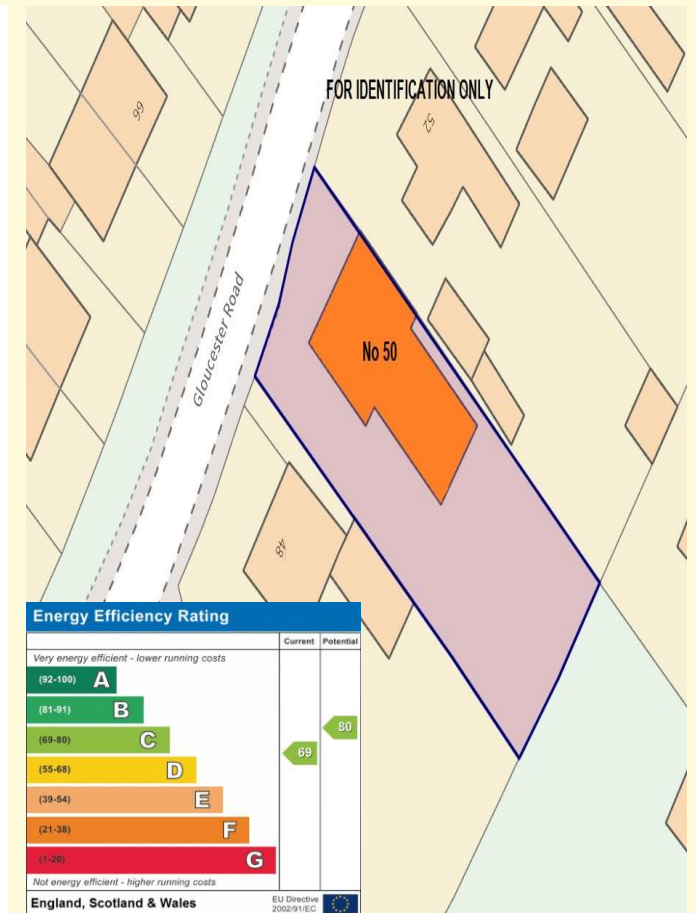 FOR IDENTIFICATION ONLY
66
52
Gloucester Road
No 50
48
Energy Efficiency Rating
Current Potential
Very energy efficient - lower running costs
(92-100) A
(81-91) B
(69-80) C
(55-68) D
(39-54) E
(21-38) F
(1-20) G
80
69
Not energy efficient - higher running costs
England, Scotland & Wales
EU Directive
2002/91/EC